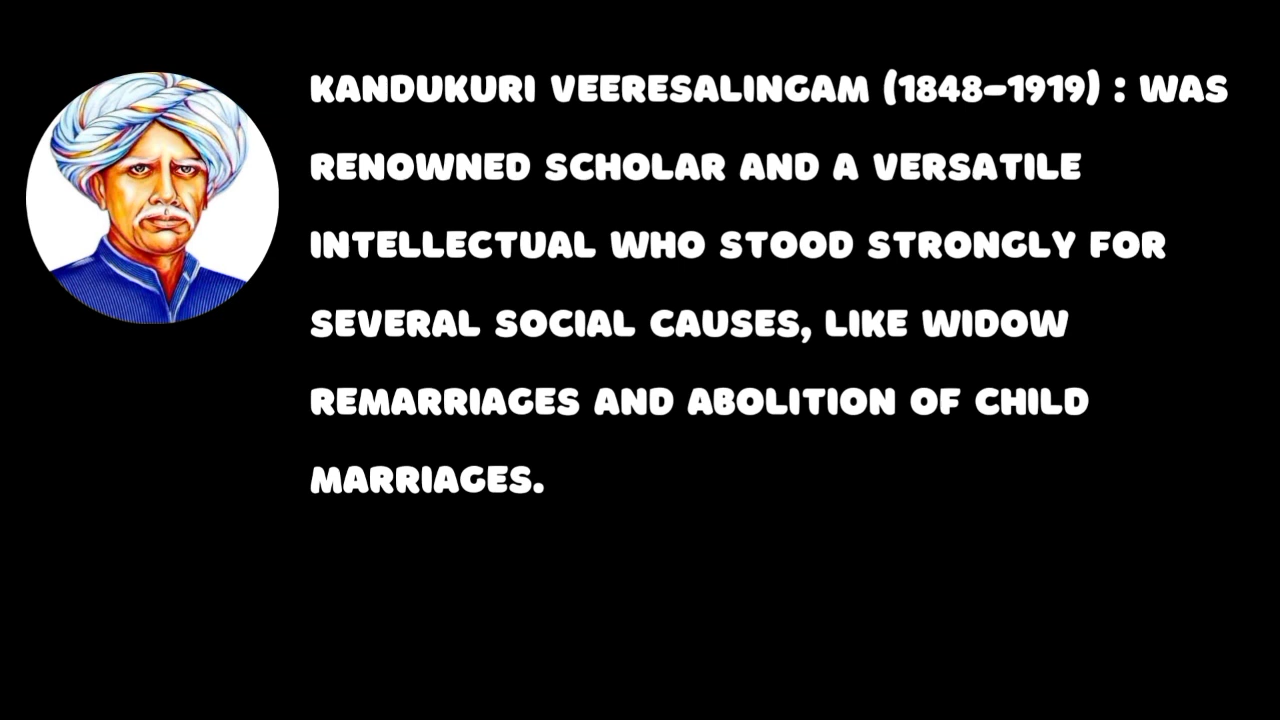 KANDUKURI VEERESALINGAM (1848–1919) : WAS
RENOWNED SCHOLAR AND A VERSATILE
INTELLECTUAL WHO STOOD STRONGLY FOR
SEVERAL SOCIAL CAUSES, LIKE WIDOW
REMARRIAGES AND ABOLITION OF CHILD
MARRIAGES.